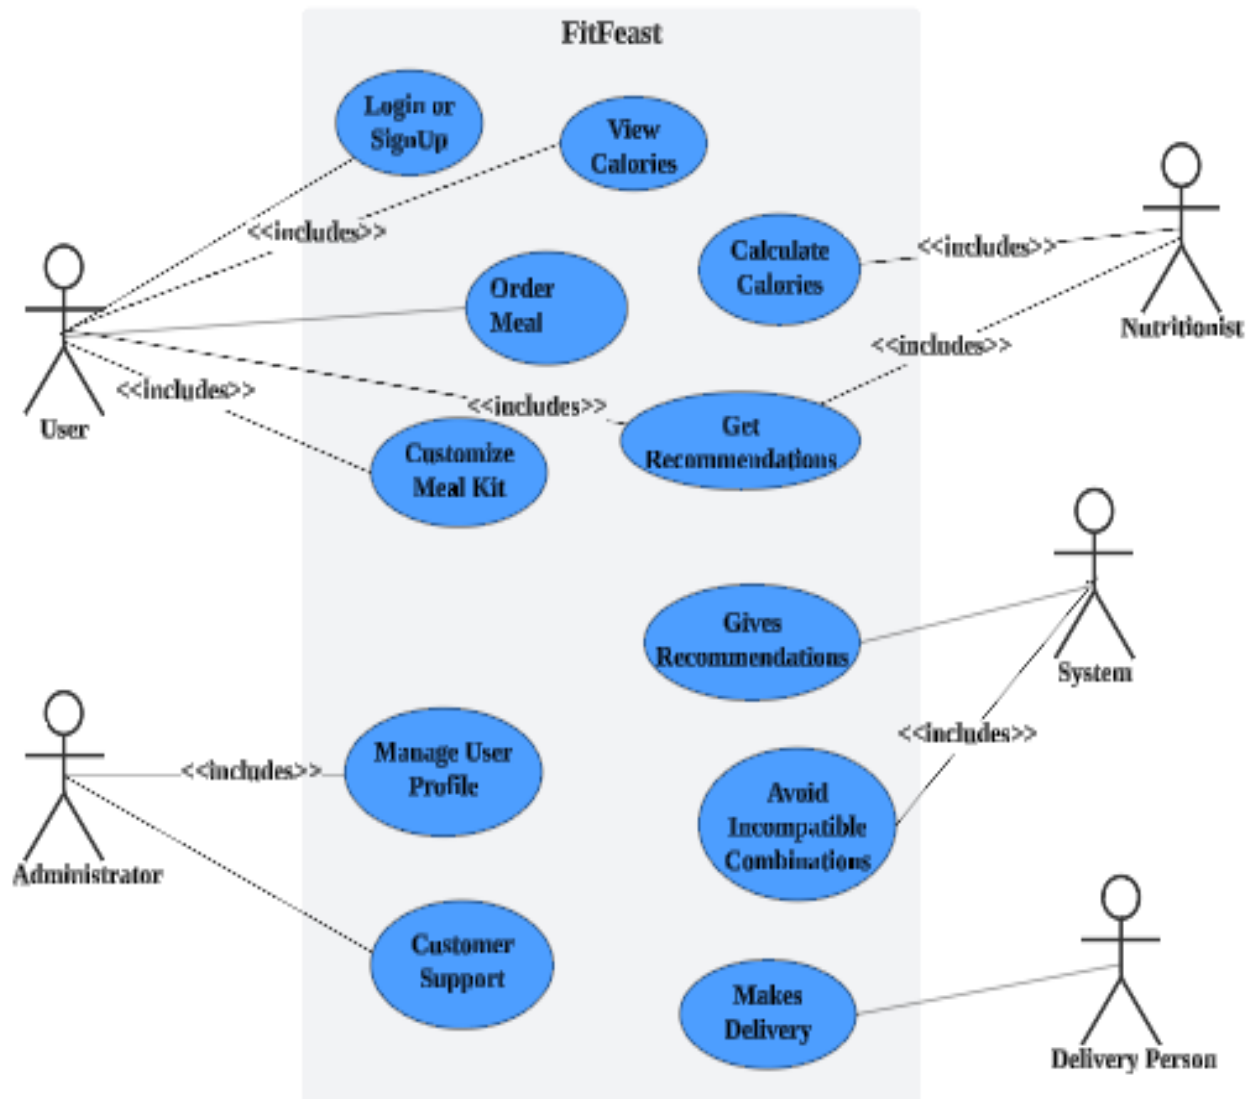 FitFeast
Login or
SignUp
View
Calories
<<includes>>
Calculate
Calories
<<includes>>
Nutritionist
Order
Meal
<<includes>>
User
<<includes>>
<<includes>>
Get
Recommendations
Customize
Meal Kit
Gives
Recommendations
System
<<includes>>
Manage User
Profile
<<includes>>
Administrator
Avoid
Incompatible
Combinations
Customer
Support
Makes
Delivery
Delivery Person